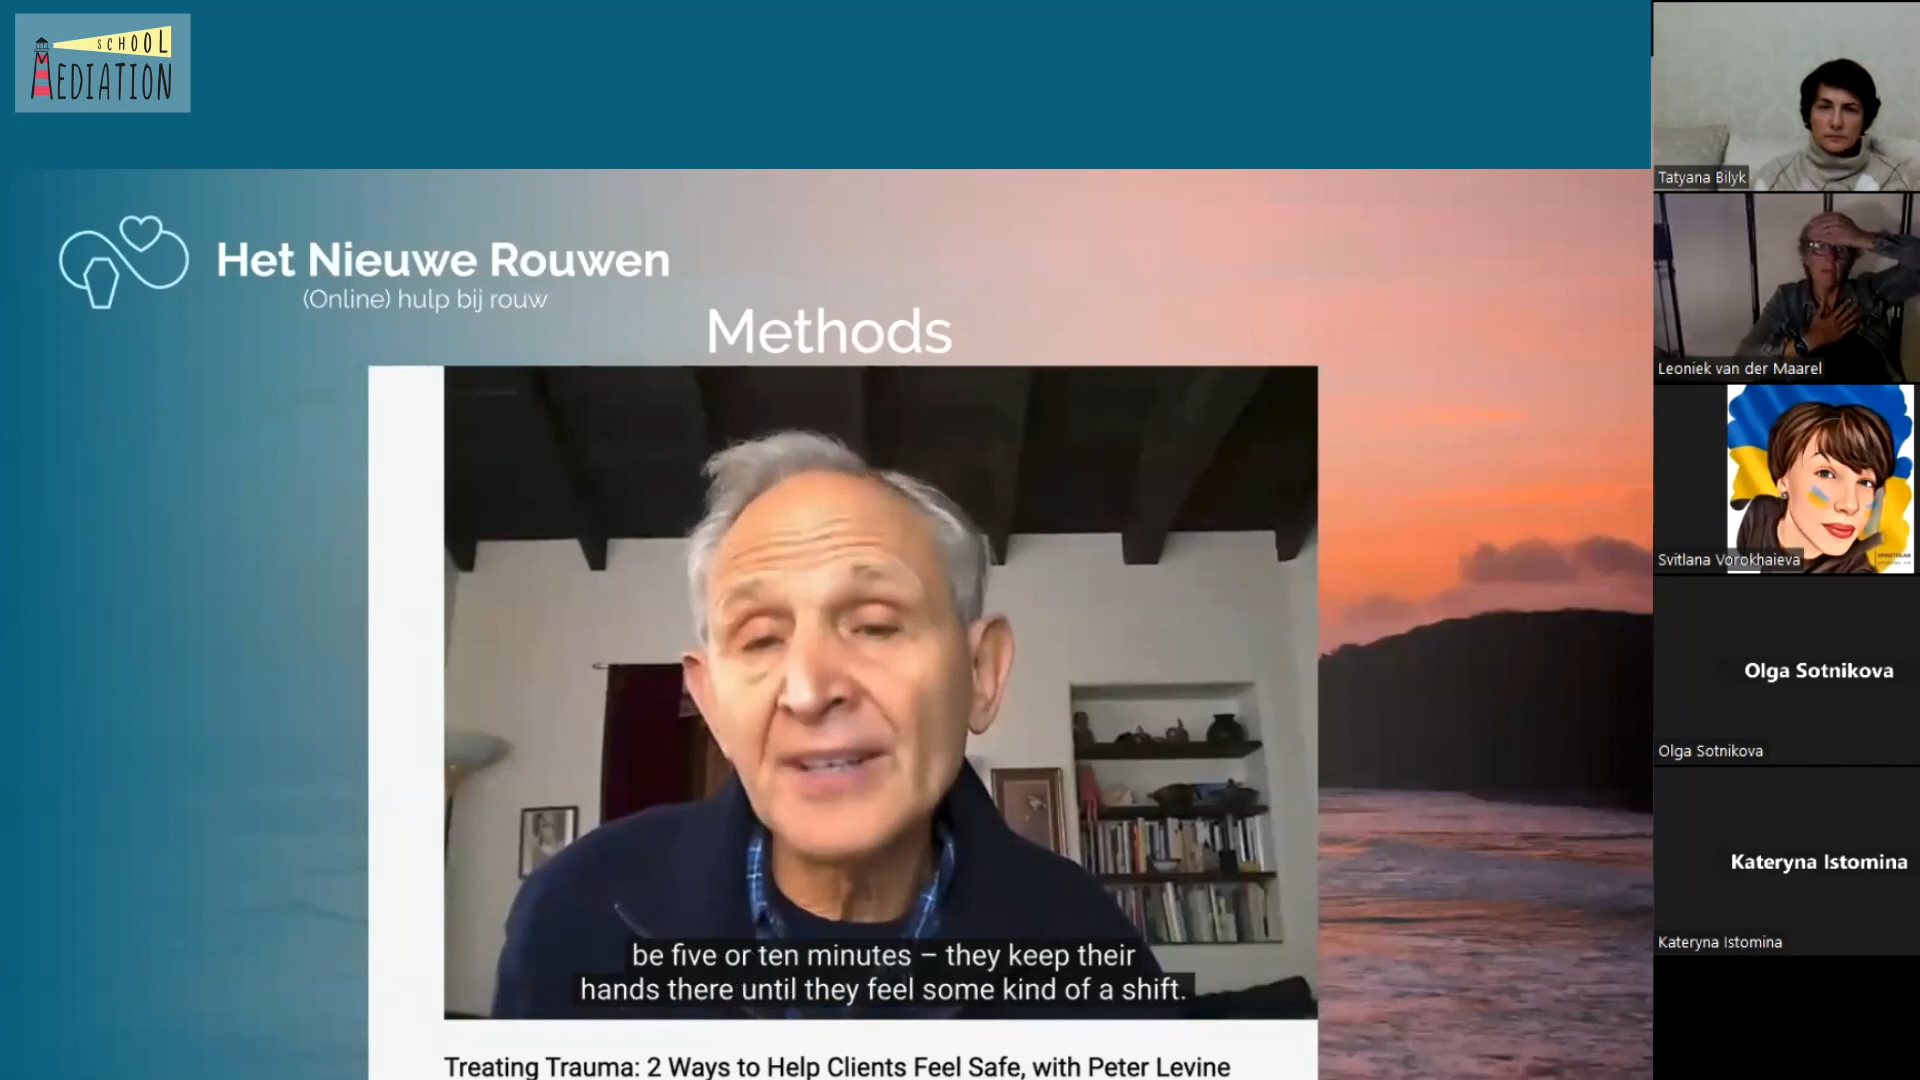 SCHOOL
MEDIATION
Het Nieuwe Rouwen
(Online) hulp bij rouw
Methods
be five or ten minutes – they keep their
hands there until they feel some kind of a shift.
Treating Trauma: 2 Ways to Help Clients Feel Safe, with Peter Levine
Tatyana Bilyk
Leoniek van der Maarel
Svitlana Vorokhaieva
Olga Sotnikova
Olga Sotnikova
Kateryna Istomina
Kateryna Istomina